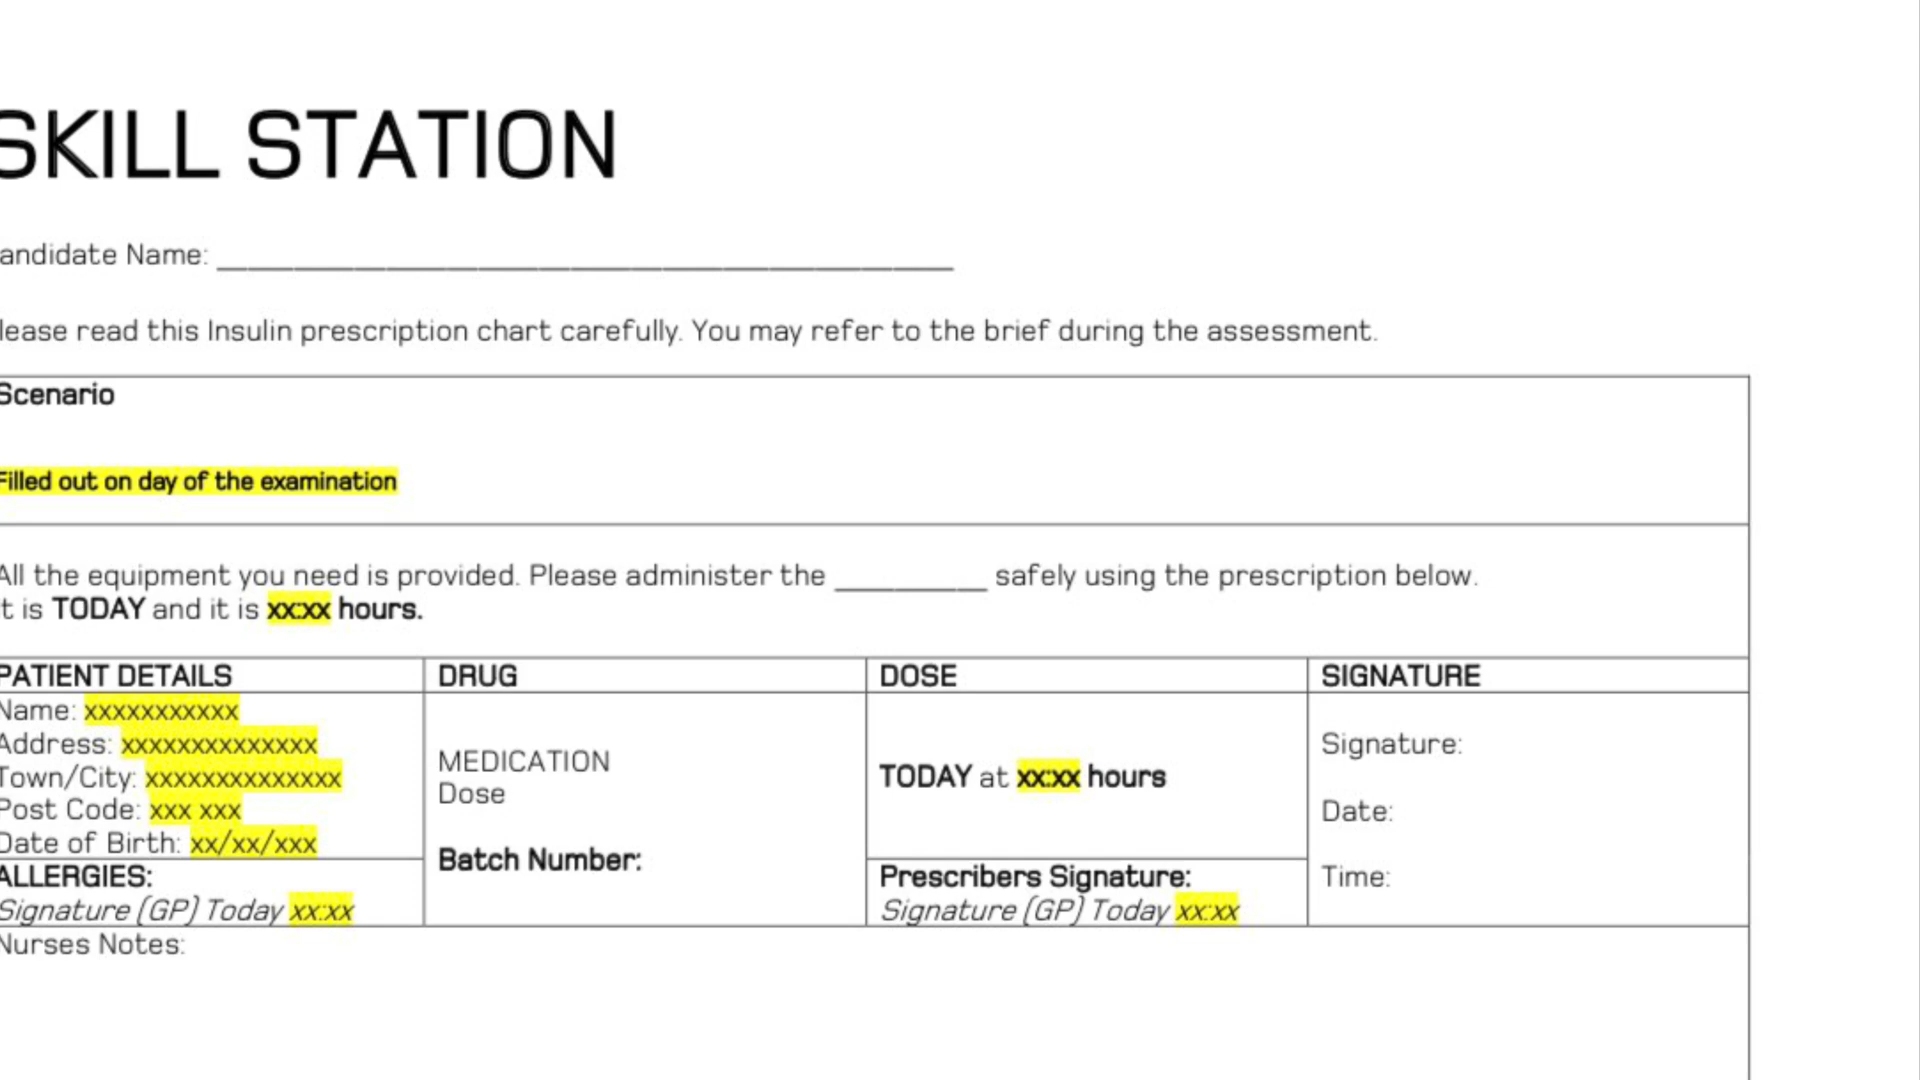 SKILL STATION
andidate Name: ________________________________________________
lease read this Insulin prescription chart carefully. You may refer to the brief during the assessment.
Scenario
Filled out on day of the examination
All the equipment you need is provided. Please administer the __________ safely using the prescription below.
t is TODAY and it is xx:xx hours.
PATIENT DETAILS
Name: xxxxxxxxxxx
Address: xxxxxxxxxxxxxx
Town/City: xxxxxxxxxxxxxx
Post Code: xxx xxx
Date of Birth: xx/xx/xxx
ALLERGIES:
Signature (GP) Today xx:xx
DRUG
MEDICATION
Dose
Batch Number:
DOSE
TODAY at xx:xx hours
Prescribers Signature:
Signature (GP) Today xx:xx
SIGNATURE
Signature:
Date:
Time:
Nurses Notes: